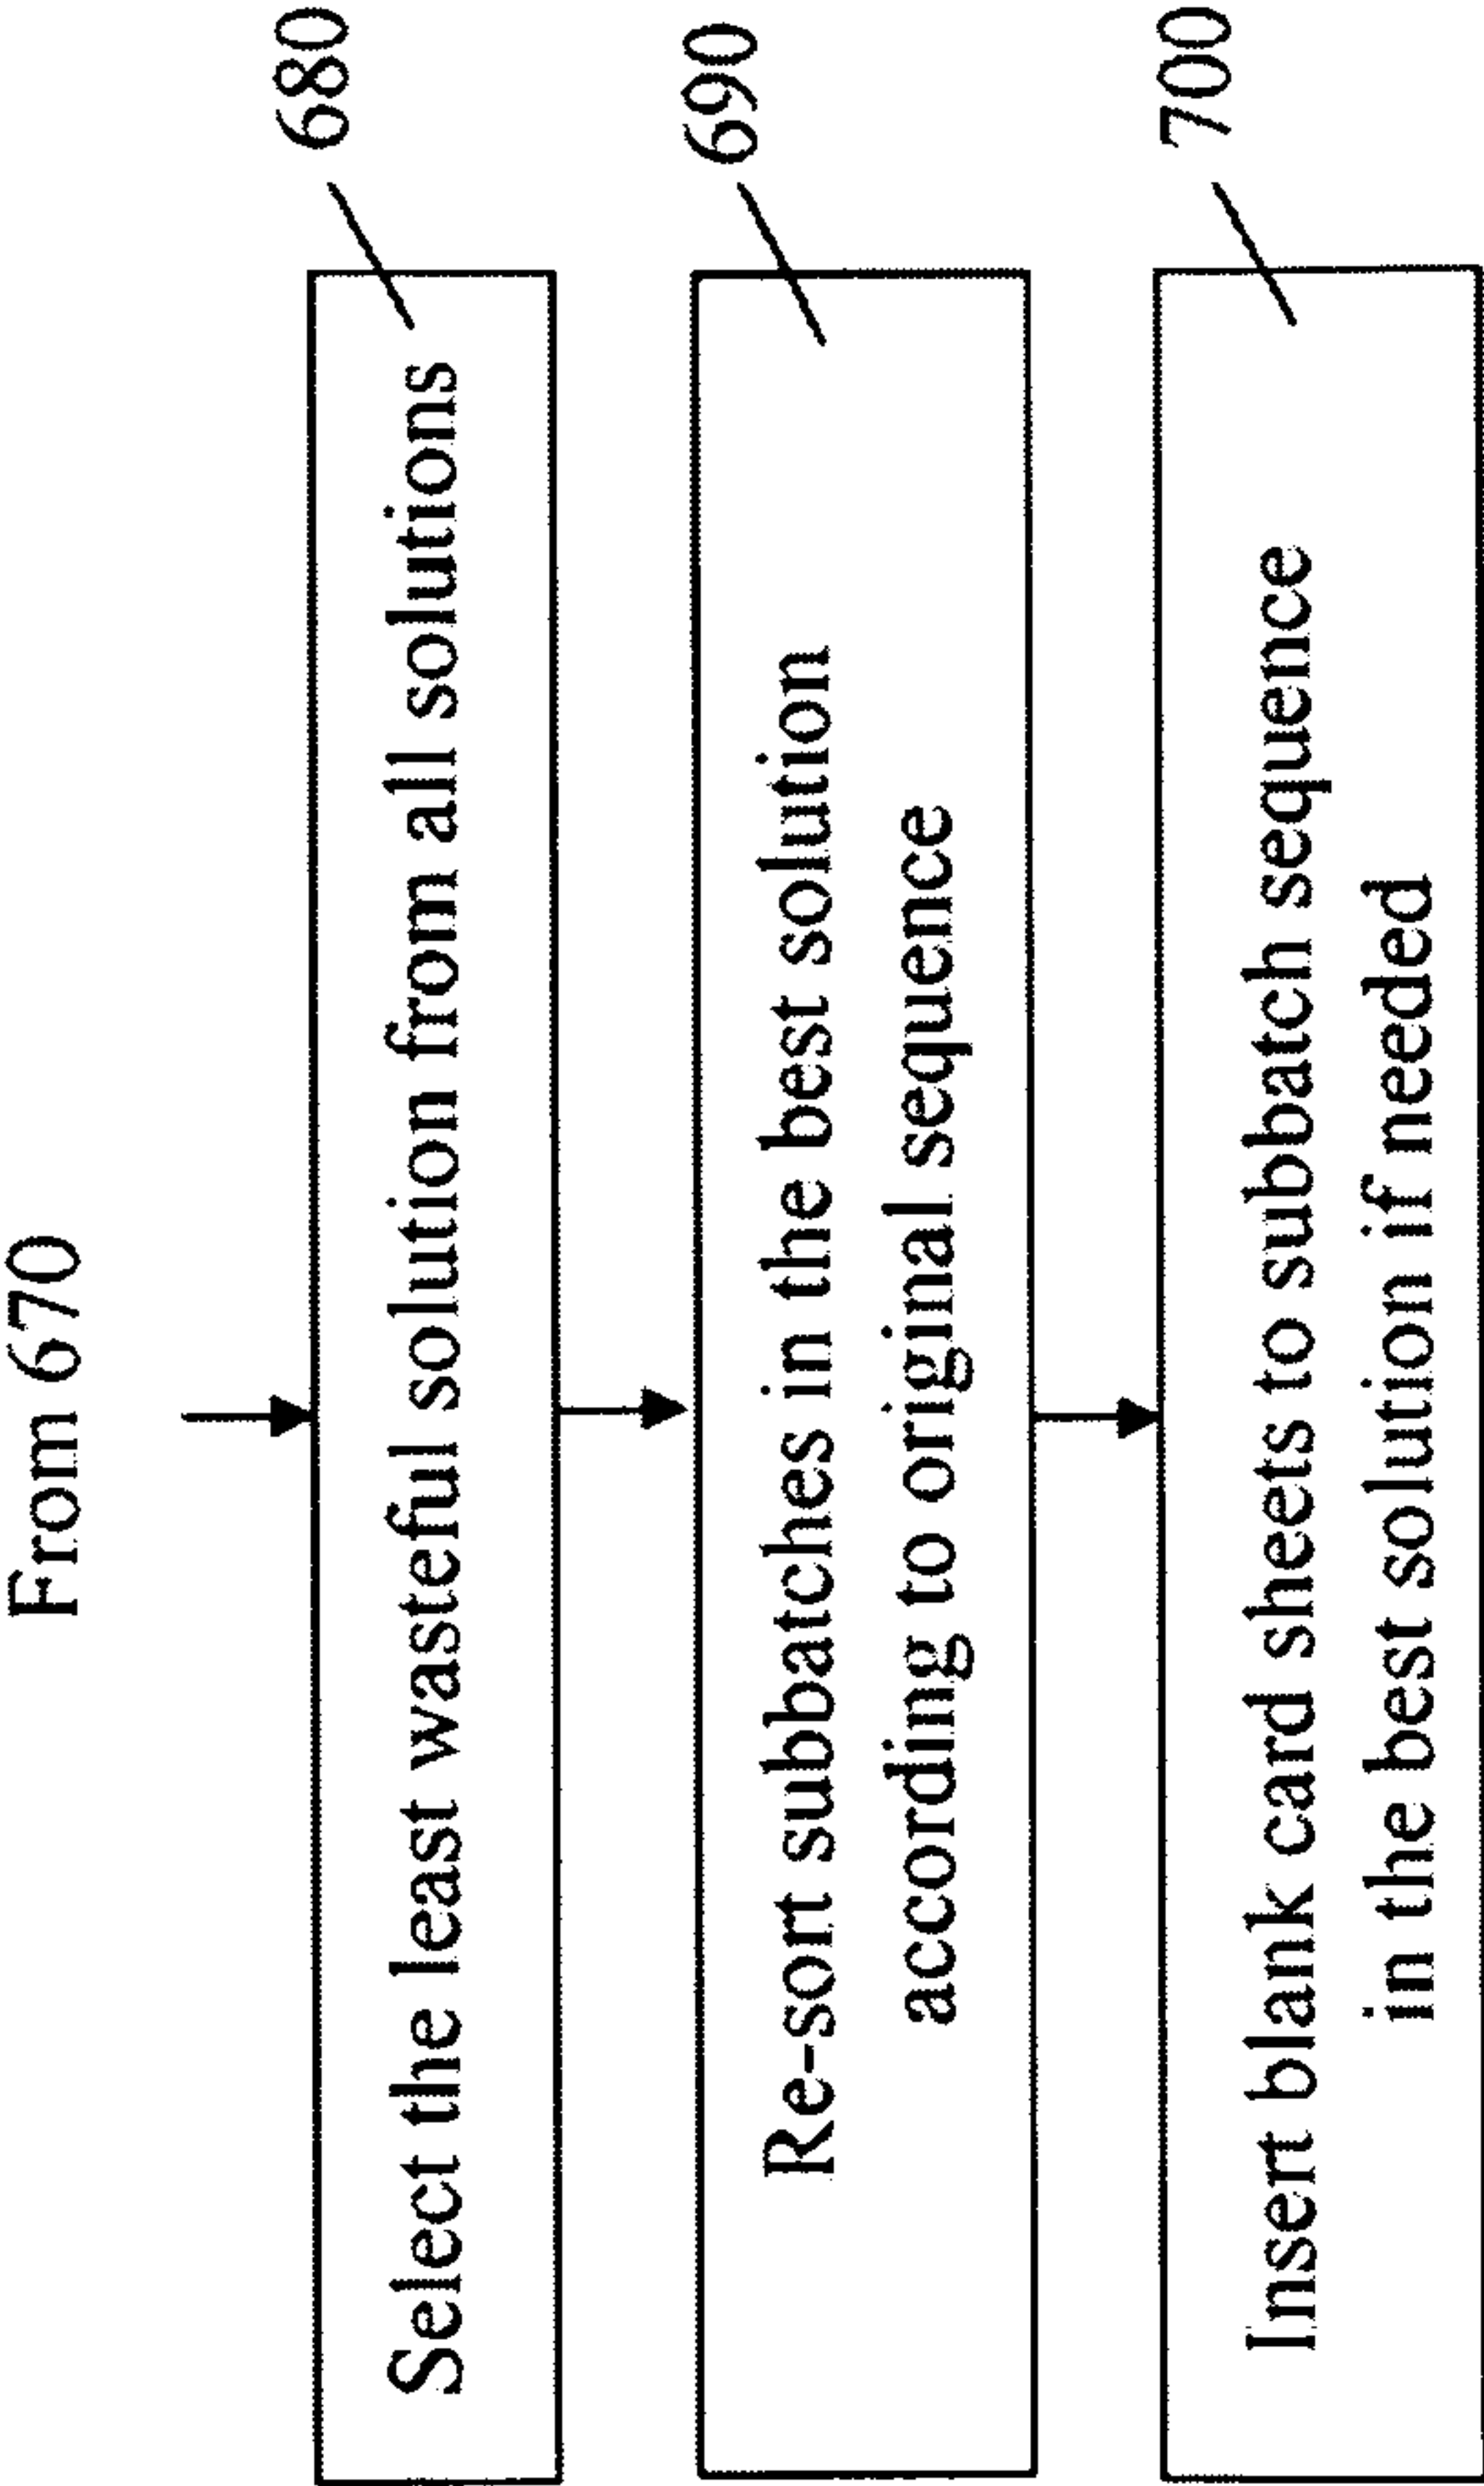 From 670
Select the least wasteful solution from all solutions
680
Re-sort subbatches in the best solution
according to original sequence
690
Insert blank card sheets to subbatch sequence
in the best solution if needed
700